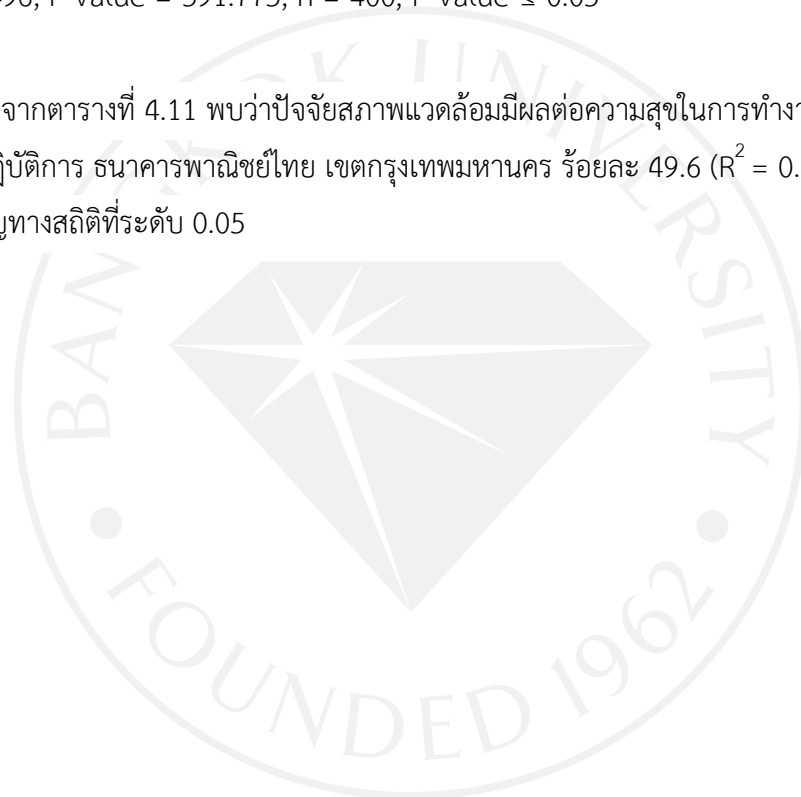 = 400,
จากตารางที่ 4.11 พบว่าปัจจัยสภาพแวดล้อมมีผลต่อความสุขในการทำ
บัติการ ธนาคารพาณิชย์ไทย เขตกรุงเทพมหานคร ร้อยละ 49.6 (R² = 0.
ทางสถิติที่ระดับ 0.05
UNIVERSITY
FOUNDED 1962